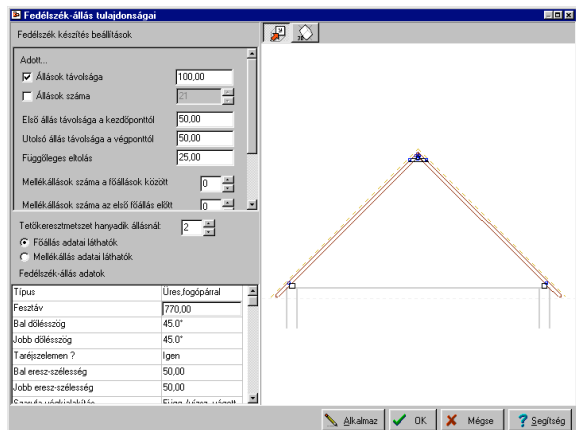 Fedélszék-állás tulajdonságai
Fedélszék készítés beállítások
Adott...
Állások távolsága 100,00
Állások száma 21
Első állás távolsága a kezdőponttól 50,00
Utolsó állás távolsága a végponttól 50,00
Függőleges eltolás 25,00
Mellékállások száma a főállások között 0
Mellékállások száma az első főállás előtt 0
Tetőkeresztmetszet hanyadik állásnál: 2
Főállás adatai láthatók
Mellékállás adatai láthatók
Fedélszék-állás adatok
Típus Üres,fogópárral
Fesztáv 770,00
Bal dőlésszög 45.0°
Jobb dőlésszög 45.0°
Taréjszelemen ? Igen
Bal eresz-szélesség 50,00
Jobb eresz-szélesség 50,00
Alkalmaz OK Mégse ? Segítség